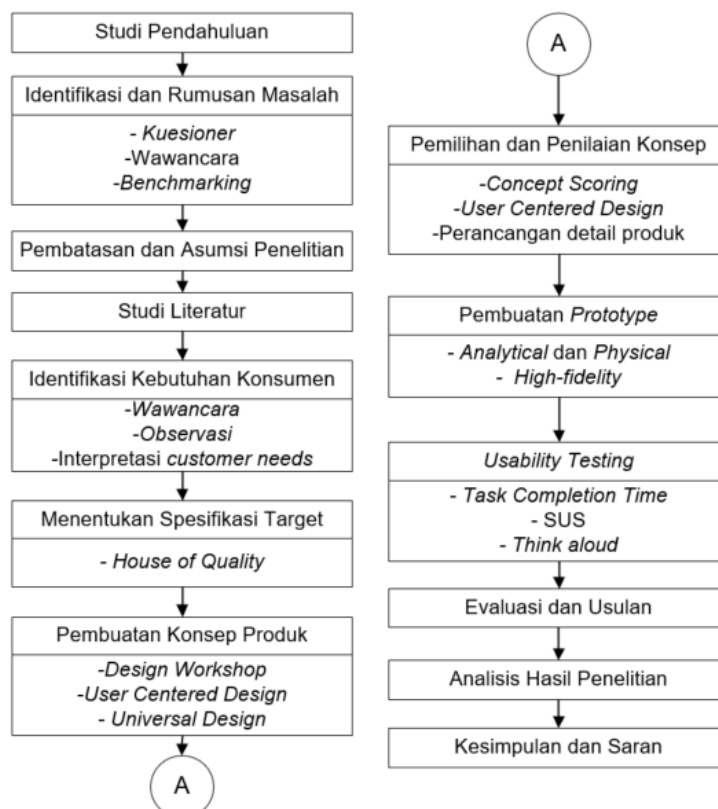 Studi Pendahuluan
Identifikasi dan Rumusan Masalah
- Kuesioner
-Wawancara
-Benchmarking
Pembatasan dan Asumsi Penelitian
Studi Literatur
Identifikasi Kebutuhan Konsumen
-Wawancara
-Observasi
-Interpretasi customer needs
Menentukan Spesifikasi Target
- House of Quality
Pembuatan Konsep Produk
-Design Workshop
-User Centered Design
- Universal Design
A
A
Pemilihan dan Penilaian Konsep
-Concept Scoring
-User Centered Design
-Perancangan detail produk
Pembuatan Prototype
- Analytical dan Physical
- High-fidelity
Usability Testing
- Task Completion Time
- SUS
- Think aloud
Evaluasi dan Usulan
Analisis Hasil Penelitian
Kesimpulan dan Saran